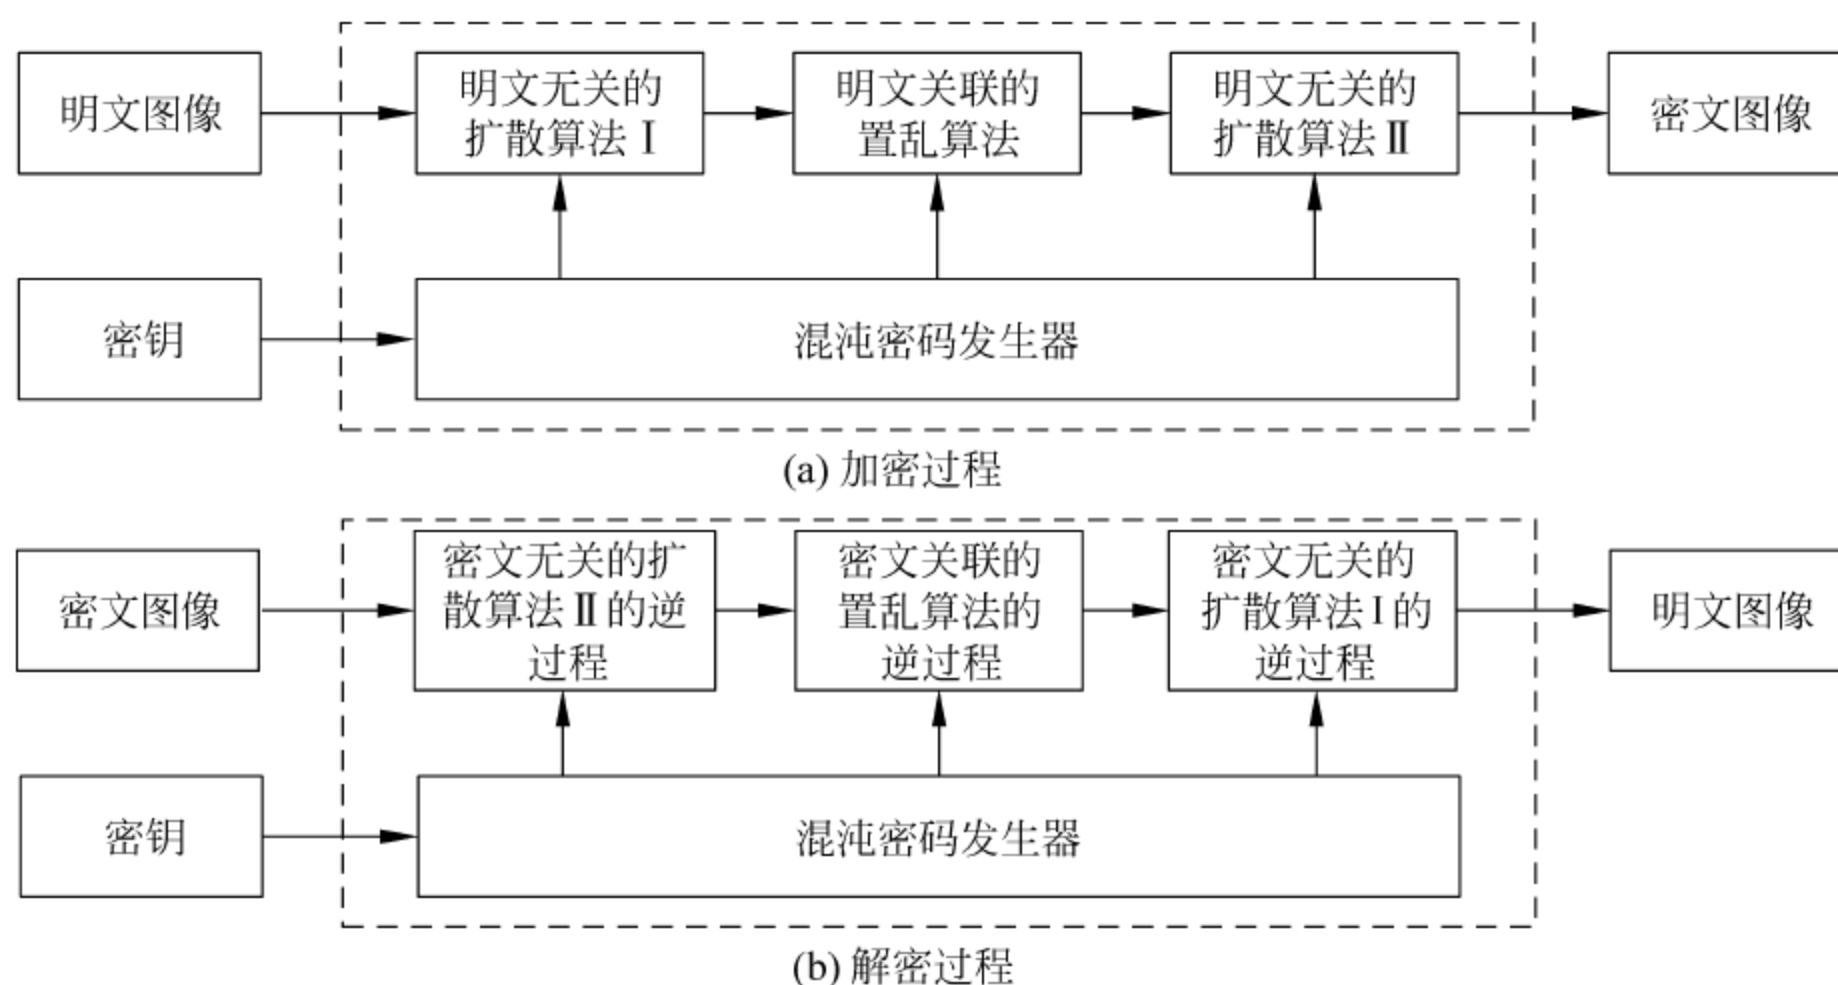 明文图像
明文无关的
扩散算法Ⅰ
明文关联的
置乱算法
明文无关的
扩散算法Ⅱ
密文图像
密钥
混沌密码发生器
(a) 加密过程
密文图像
密文无关的扩
散算法Ⅱ的逆
过程
密文关联的
置乱算法的
逆过程
密文无关的
扩散算法Ⅰ的
逆过程
明文图像
密钥
混沌密码发生器
(b) 解密过程